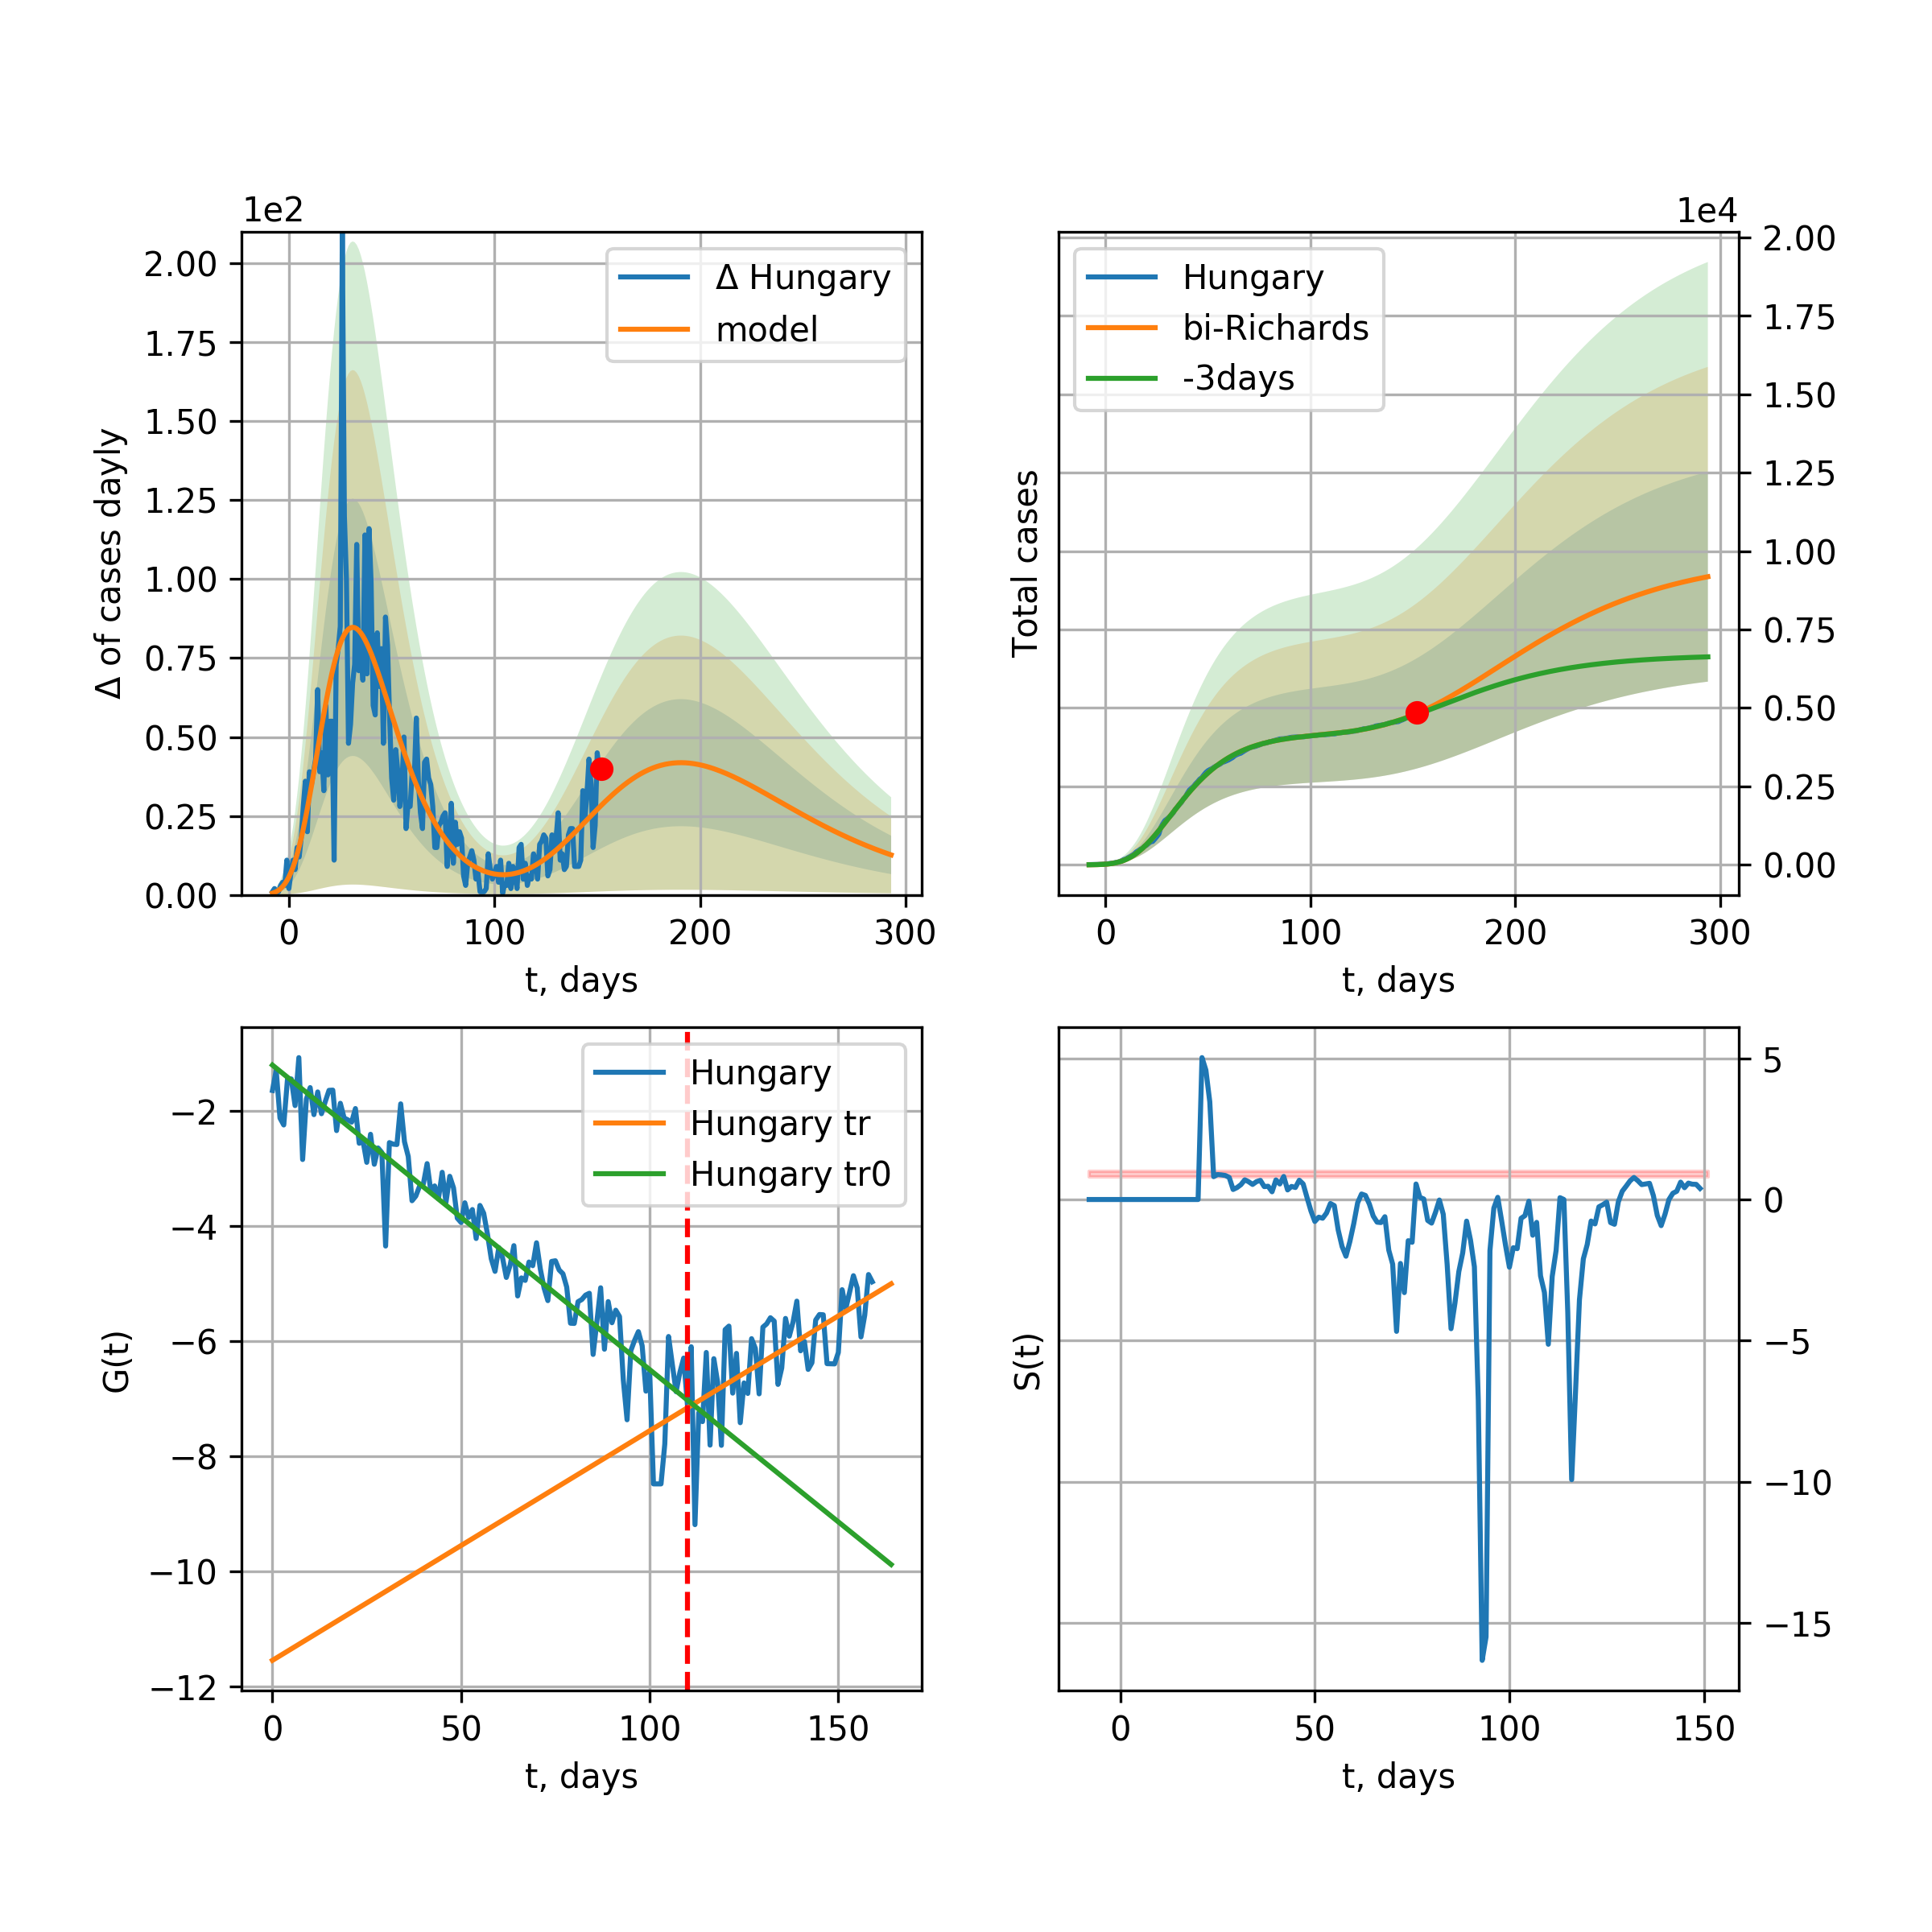 1e2
Δ of cases dayly
2.00
1.75
1.50
1.25
1.00
0.75
0.50
0.25
0.00
Δ Hungary
model
0 100 200 300
t, days
1e4
Total cases
Hungary
bi-Richards
-3days
2.00
1.75
1.50
1.25
1.00
0.75
0.50
0.25
0.00
0 100 200 300
t, days
G(t)
−2
−4
−6
−8
−10
−12
Hungary
Hungary tr
Hungary tr0
0 50 100 150
t, days
S(t)
5
0
−5
−10
−15
0 50 100 150
t, days